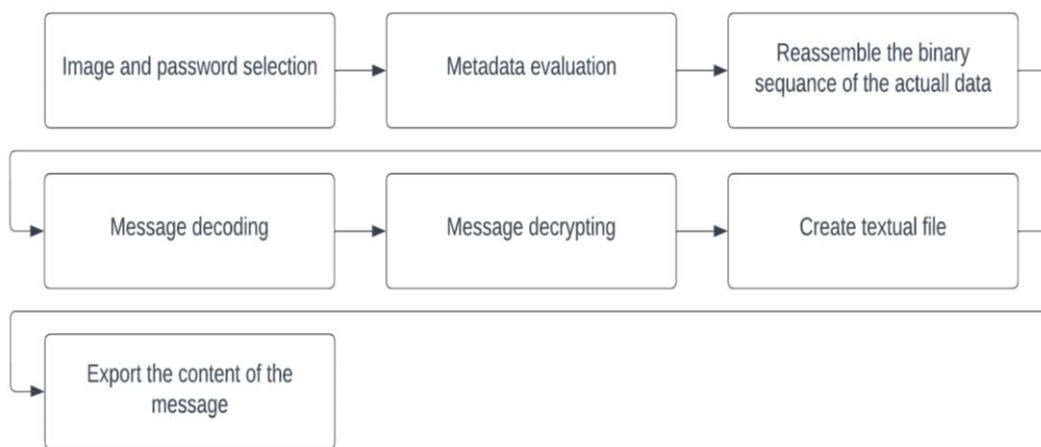 Image and password selection
Metadata evaluation
Reassemble the binary
sequance of the actuall data
Message decoding
Message decrypting
Create textual file
Export the content of the
message